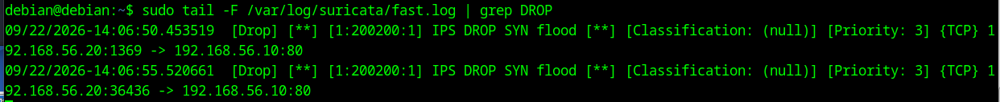 debian@debian:~$ sudo tail -F /var/log/suricata/fast.log | grep DROP
09/22/2026-14:06:50.453519  [Drop] [**] [1:200200:1] IPS DROP SYN flood [**] [Classification: (null)] [Priority: 3] {TCP} 1
92.168.56.20:1369 -> 192.168.56.10:80
09/22/2026-14:06:55.520661  [Drop] [**] [1:200200:1] IPS DROP SYN flood [**] [Classification: (null)] [Priority: 3] {TCP} 1
92.168.56.20:36436 -> 192.168.56.10:80